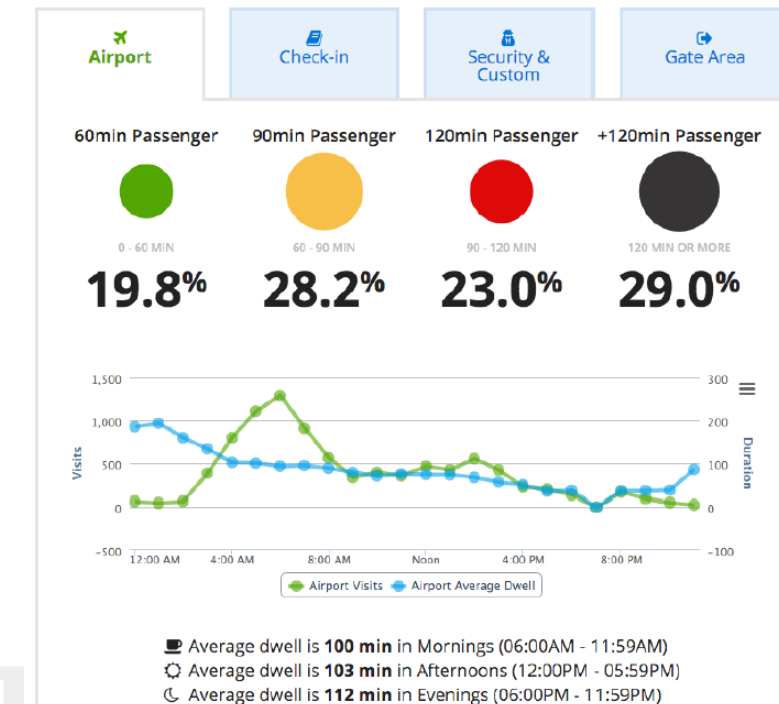 Airport
Check-in
Security &
Custom
Gate Area
60min Passenger
90min Passenger
120min Passenger
+120min Passenger
0 - 60 MIN
60 - 90 MIN
90 - 120 MIN
120 MIN OR MORE
19.8%
28.2%
23.0%
29.0%
1,500
1,000
500
0
-500
Visits
300
200
100
0
-100
Duration
12:00 AM
4:00 AM
8:00 AM
Noon
4:00 PM
8:00 PM
Airport Visits
Airport Average Dwell
Average dwell is 100 min in Mornings (06:00AM - 11:59AM)
Average dwell is 103 min in Afternoons (12:00PM - 05:59PM)
Average dwell is 112 min in Evenings (06:00PM - 11:59PM)